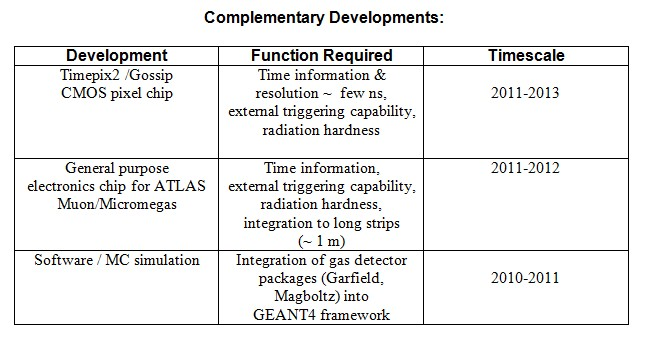 Complementary Developments:
Development Function Required Timescale
Timepix2 /Gossip
CMOS pixel chip
Time information &
resolution ~ few ns,
external triggering capability,
radiation hardness
2011-2013
General purpose
electronics chip for ATLAS
Muon/Micromegas
Time information,
external triggering capability,
radiation hardness,
integration to long strips
(~ 1 m)
2011-2012
Software / MC simulation
Integration of gas detector
packages (Garfield,
Magboltz) into
GEANT4 framework
2010-2011